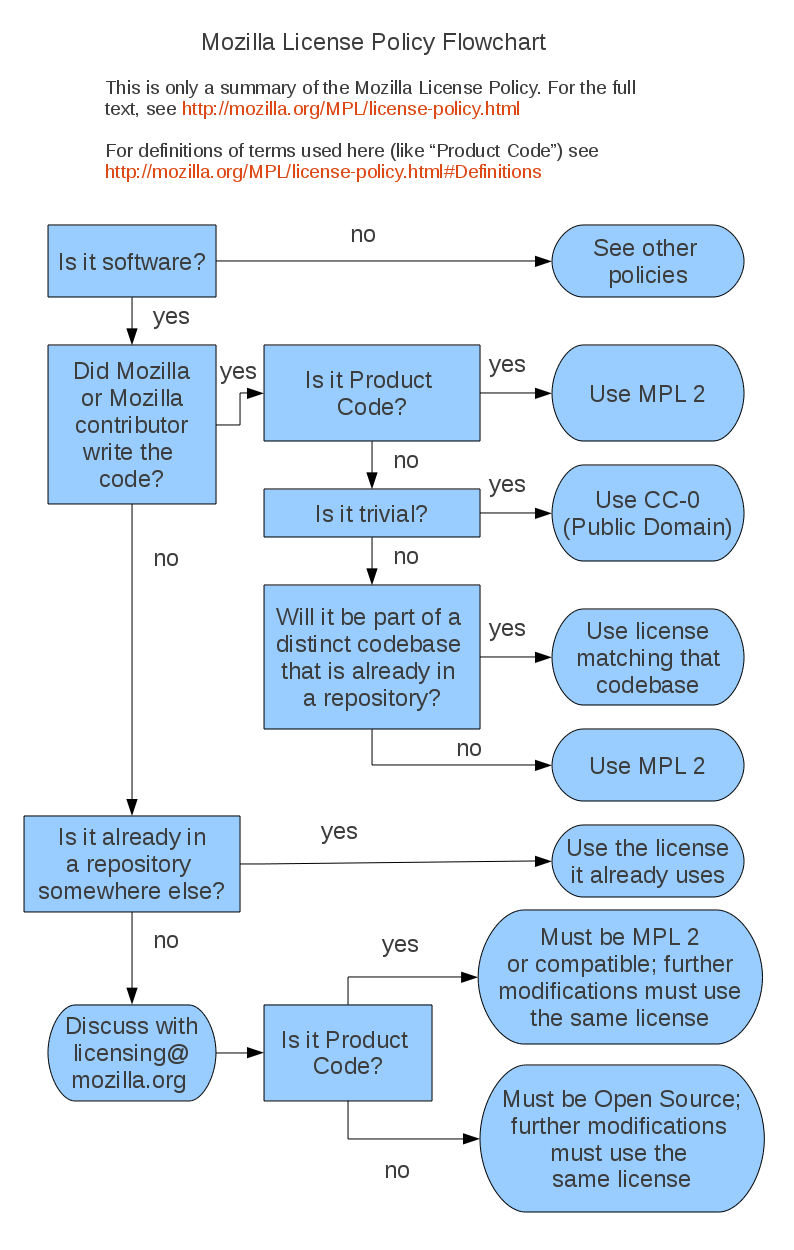 Mozilla License Policy Flowchart
This is only a summary of the Mozilla License Policy. For the full
text, see http://mozilla.org/MPL/license-policy.html
For definitions of terms used here (like “Product Code”) see
http://mozilla.org/MPL/license-policy.html#Definitions
Is it software?
no
See other
policies
yes
Did Mozilla
or Mozilla
contributor
write the
code?
yes
Is it Product
Code?
yes
Use MPL 2
no
Is it trivial?
yes
Use CC-0
(Public Domain)
no
no
Will it be part of a
distinct codebase
that is already in
a repository?
yes
Use license
matching that
codebase
no
Use MPL 2
Is it already in
a repository
somewhere else?
yes
Use the license
it already uses
no
Discuss with
licensing@
mozilla.org
Is it Product
Code?
yes
Must be MPL 2
or compatible; further
modifications must use
the same license
no
Must be Open Source;
further modifications
must use the
same license